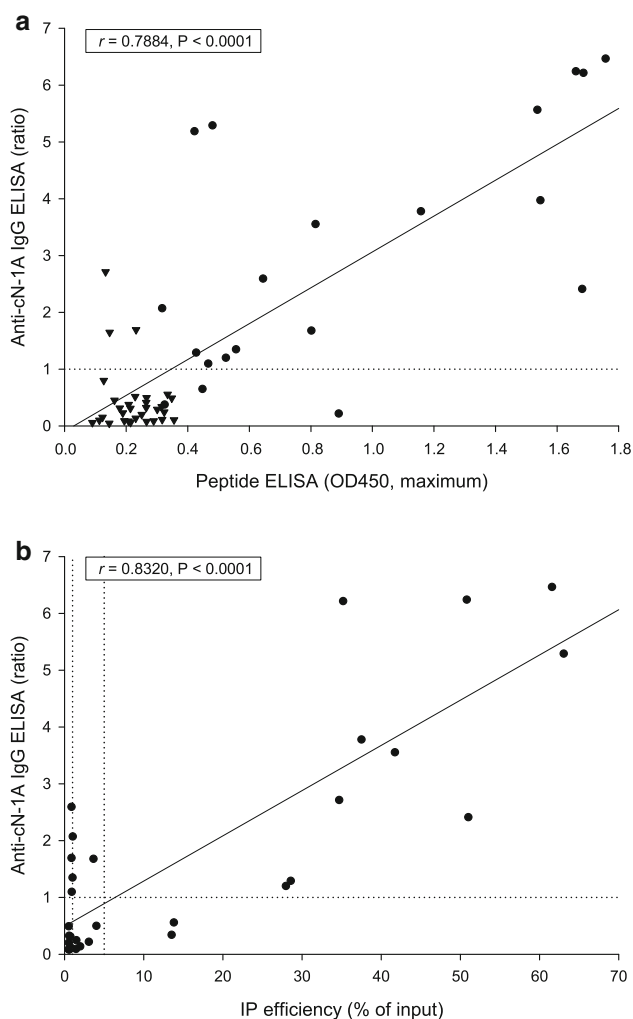 a
r = 0.7884, P < 0.0001
Anti-cN-1A IgG ELISA (ratio)
7
6
5
4
3
2
1
0
0.0 0.2 0.4 0.6 0.8 1.0 1.2 1.4 1.6 1.8
Peptide ELISA (OD450, maximum)
b
r = 0.8320, P < 0.0001
Anti-cN-1A IgG ELISA (ratio)
7
6
5
4
3
2
1
0
0 10 20 30 40 50 60 70
IP efficiency (% of input)